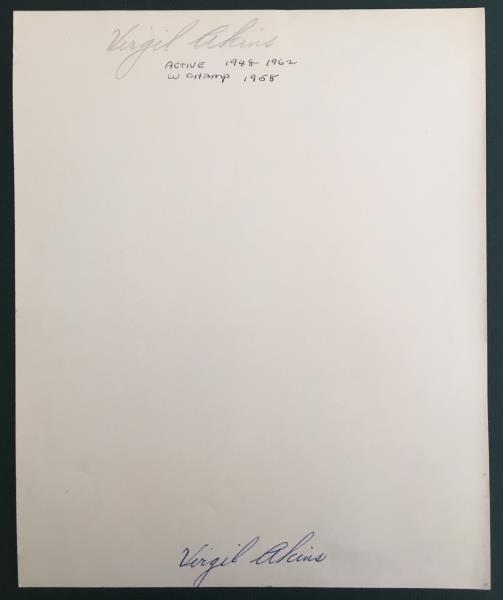 Virgil Akins
ACTIVE 1948-1962
W CHAMP 1958
Virgil Akins